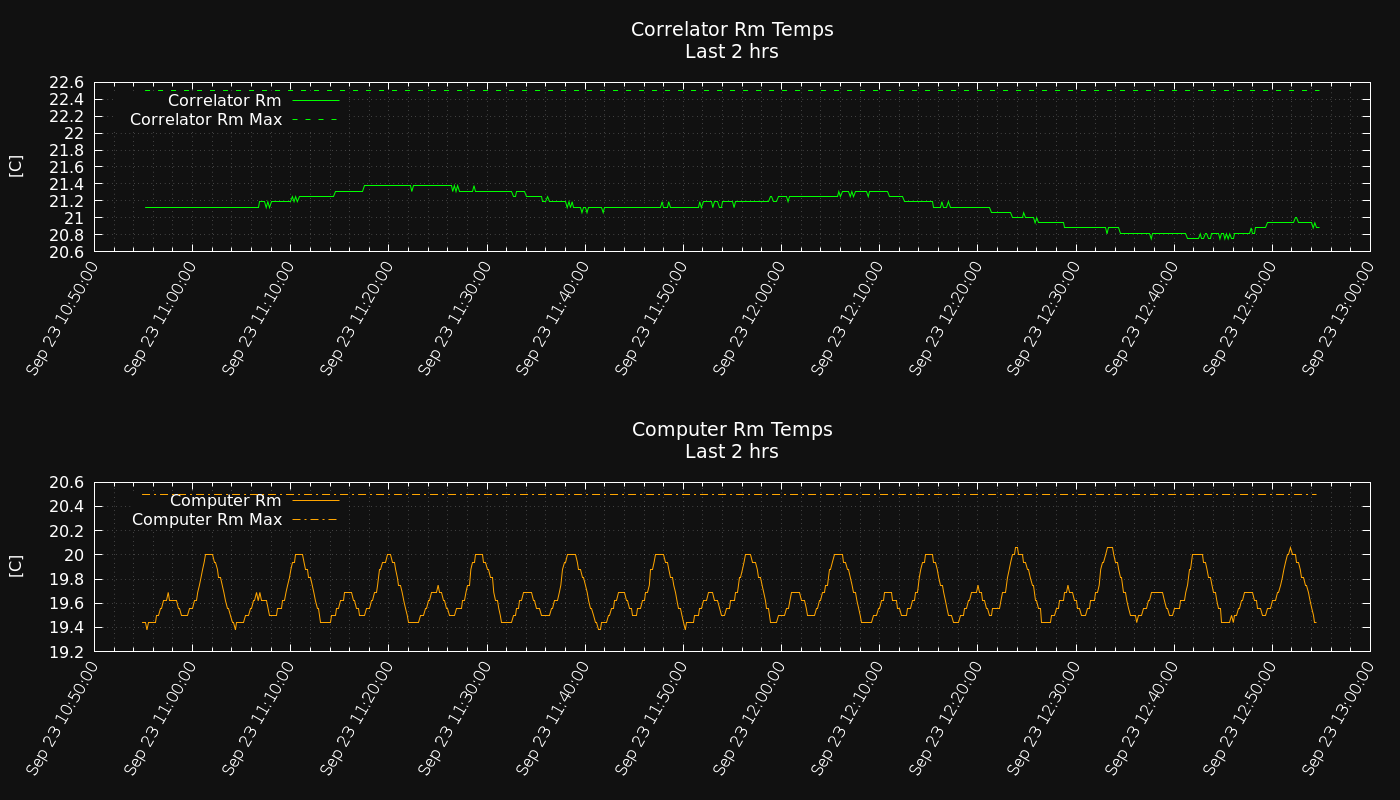 Correlator Rm Temps
Last 2 hrs
[C]
22.6
22.4
22.2
22
21.8
21.6
21.4
21.2
21
20.8
20.6
Correlator Rm
Correlator Rm Max
Sep 23 10:50:00
Sep 23 11:00:00
Sep 23 11:10:00
Sep 23 11:20:00
Sep 23 11:30:00
Sep 23 11:40:00
Sep 23 11:50:00
Sep 23 12:00:00
Sep 23 12:10:00
Sep 23 12:20:00
Sep 23 12:30:00
Sep 23 12:40:00
Sep 23 12:50:00
Sep 23 13:00:00
Computer Rm Temps
Last 2 hrs
[C]
20.6
20.4
20.2
20
19.8
19.6
19.4
19.2
Computer Rm
Computer Rm Max
Sep 23 10:50:00
Sep 23 11:00:00
Sep 23 11:10:00
Sep 23 11:20:00
Sep 23 11:30:00
Sep 23 11:40:00
Sep 23 11:50:00
Sep 23 12:00:00
Sep 23 12:10:00
Sep 23 12:20:00
Sep 23 12:30:00
Sep 23 12:40:00
Sep 23 12:50:00
Sep 23 13:00:00